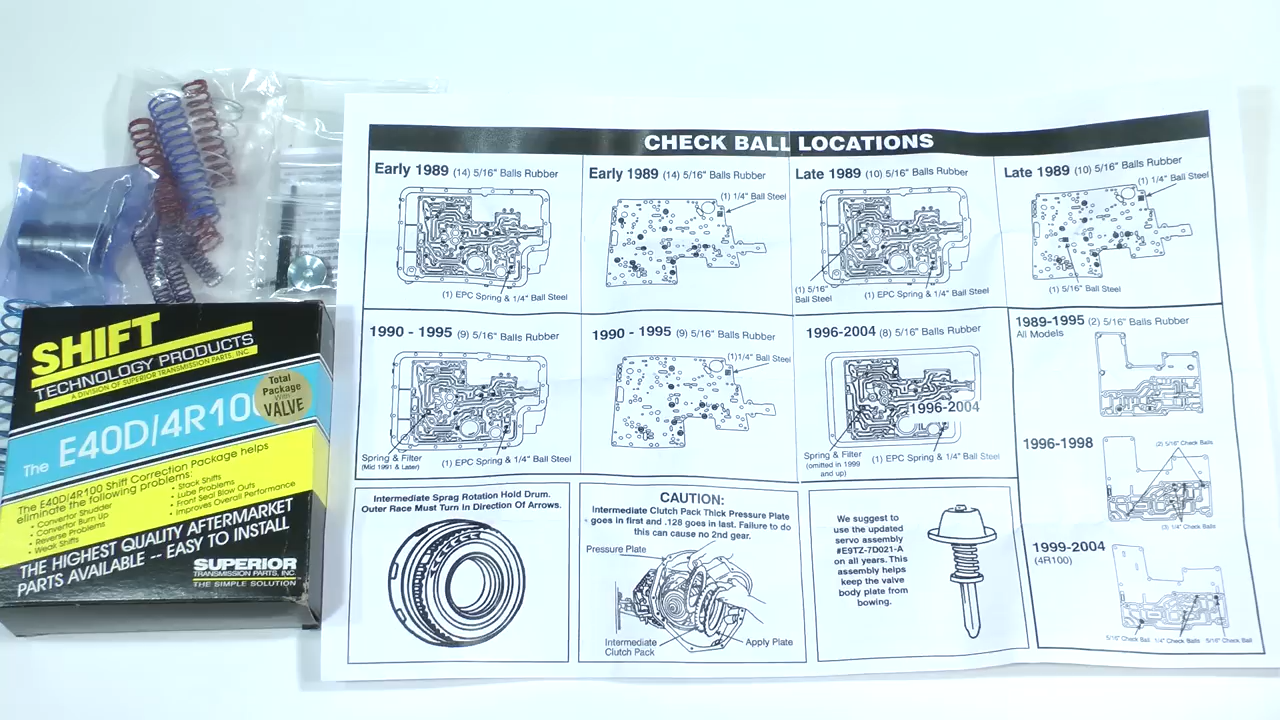 CHECK BALL LOCATIONS
Early 1989 (14) 5/16" Balls Rubber
(1) EPC Spring & 1/4" Ball Steel
Early 1989 (14) 5/16" Balls Rubber
(1) 1/4" Ball Steel
Late 1989 (10) 5/16" Balls Rubber
(1) 5/16"
Ball Steel
(1) EPC Spring & 1/4" Ball Steel
Late 1989 (10) 5/16" Balls Rubber
(1) 1/4" Ball Steel
(1) 5/16" Ball Steel
1990 - 1995 (9) 5/16" Balls Rubber
Spring & Filter
(Mid 1991 & Later)
(1) EPC Spring & 1/4" Ball Steel
1990 - 1995 (9) 5/16" Balls Rubber
(1) 1/4" Ball Steel
1996-2004 (8) 5/16" Balls Rubber
1996-2004
Spring & Filter
(omitted in 1999
and up)
(1) EPC Spring & 1/4" Ball Steel
1989-1995 (2) 5/16" Balls Rubber
All Models
1996-1998
(2) 5/16" Check Balls
(3) 1/4" Check Balls
1999-2004
(4R100)
5/16" Check Ball 1/4" Check Balls 5/16" Check Ball
Intermediate Sprag Rotation Hold Drum.
Outer Race Must Turn In Direction Of Arrows.
CAUTION:
Intermediate Clutch Pack Thick Pressure Plate
goes in first and .128 goes in last. Failure to do
this can cause no 2nd gear.
Pressure Plate
Intermediate
Clutch Pack
Apply Plate
We suggest to
use the updated
servo assembly
#E9TZ-7D021-A
on all years. This
assembly helps
keep the valve
body plate from
bowing.
SHIFT
TECHNOLOGY PRODUCTS
A DIVISION OF SUPERIOR TRANSMISSION PARTS, INC.
Total
Package
With
VALVE
The E40D/4R100
The E40D/4R100 Shift Correction Package helps
eliminate the following problems:
• Convertor Shudder
• Convertor Burn Up
• Reverse Problems
• Weak Shifts
• Stack Shifts
• Lube Problems
• Front Seal Blow Outs
• Improves Overall Performance
THE HIGHEST QUALITY AFTERMARKET
PARTS AVAILABLE -- EASY TO INSTALL
SUPERIOR
TRANSMISSION PARTS, INC.
THE SIMPLE SOLUTION